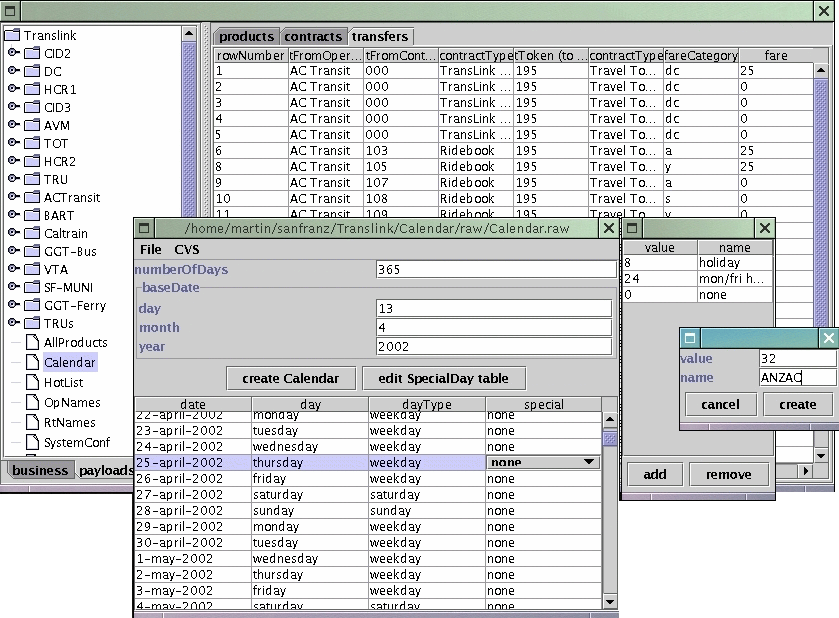 Translink
CID2
DC
HCR1
CID3
AVM
TOT
HCR2
TRU
ACTransit
BART
Caltrain
GGT-Bus
VTA
SF-MUNI
GGT-Ferry
TRUs
AllProducts
Calendar
HotList
OpNames
RtNames
SystemConf
business payloads
products contracts transfers
rowNumber tFromOper... tFromCont... contractType tToken (to ... contractType fareCategory fare
1 AC Transit 000 TransLink ... 195 Travel To... dc 25
2 AC Transit 000 TransLink ... 195 Travel To... dc 0
3 AC Transit 000 TransLink ... 195 Travel To... dc 0
4 AC Transit 000 TransLink ... 195 Travel To... dc 0
5 AC Transit 000 TransLink ... 195 Travel To... dc 0
6 AC Transit 103 Ridebook 195 Travel To... a 25
8 AC Transit 105 Ridebook 195 Travel To... y 25
9 AC Transit 107 Ridebook 195 Travel To... a 0
10 AC Transit 108 Ridebook 195 Travel To... s 0
11 AC Transit 109 Ridebook 195 Travel To... y 0
/home/martin/sanfranz/Translink/Calendar/raw/Calendar.raw
File CVS
numberOfDays 365
baseDate
day 13
month 4
year 2002
create Calendar edit SpecialDay table
date day dayType special
22-april-2002 monday weekday none
23-april-2002 tuesday weekday none
24-april-2002 wednesday weekday none
25-april-2002 thursday weekday none
26-april-2002 friday weekday none
27-april-2002 saturday saturday none
28-april-2002 sunday sunday none
29-april-2002 monday weekday none
30-april-2002 tuesday weekday none
1-may-2002 wednesday weekday none
2-may-2002 thursday weekday none
3-may-2002 friday weekday none
4-may-2002 saturday saturday none
value name
8 holiday
24 mon/fri h...
0 none
add remove
value 32
name ANZAC
cancel create